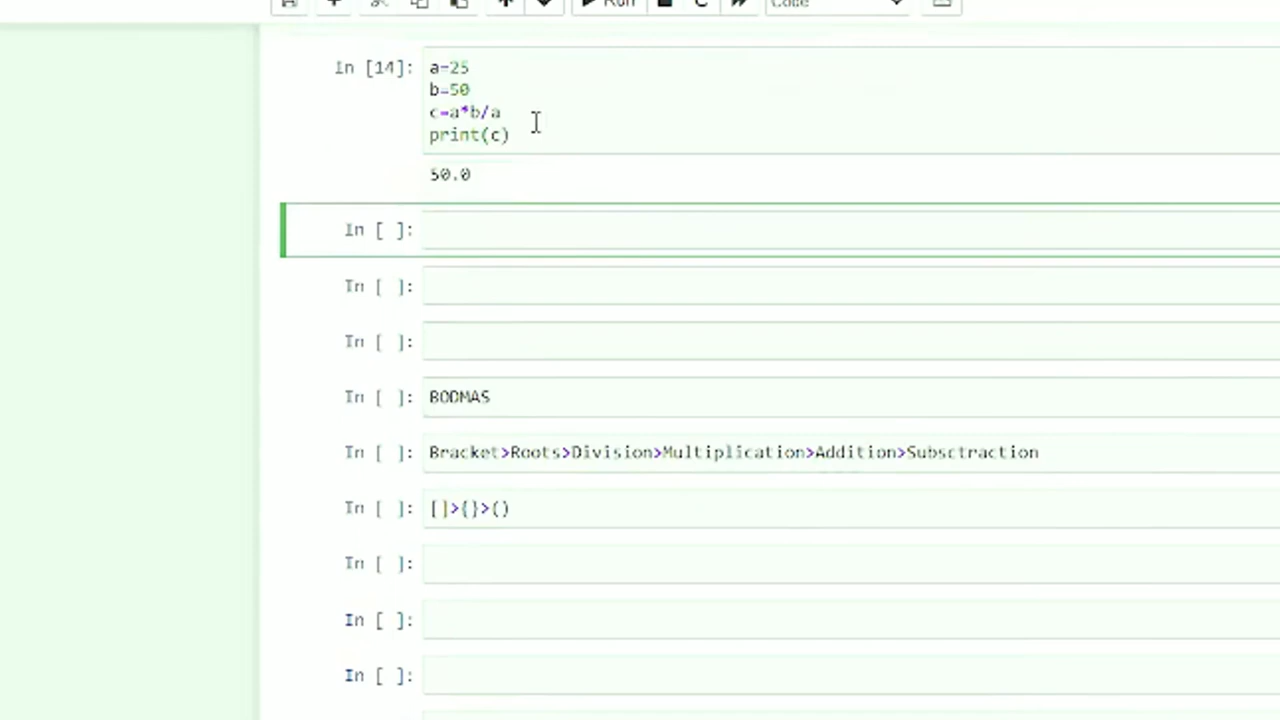 Run
Code
In [14]: a=25
b=50
c=a*b/a
print(c)
50.0
In [ ]:
In [ ]:
In [ ]:
In [ ]: BODMAS
In [ ]: Bracket>Roots>Division>Multiplication>Addition>Subsctraction
In [ ]: []>{}>()
In [ ]:
In [ ]:
In [ ]: